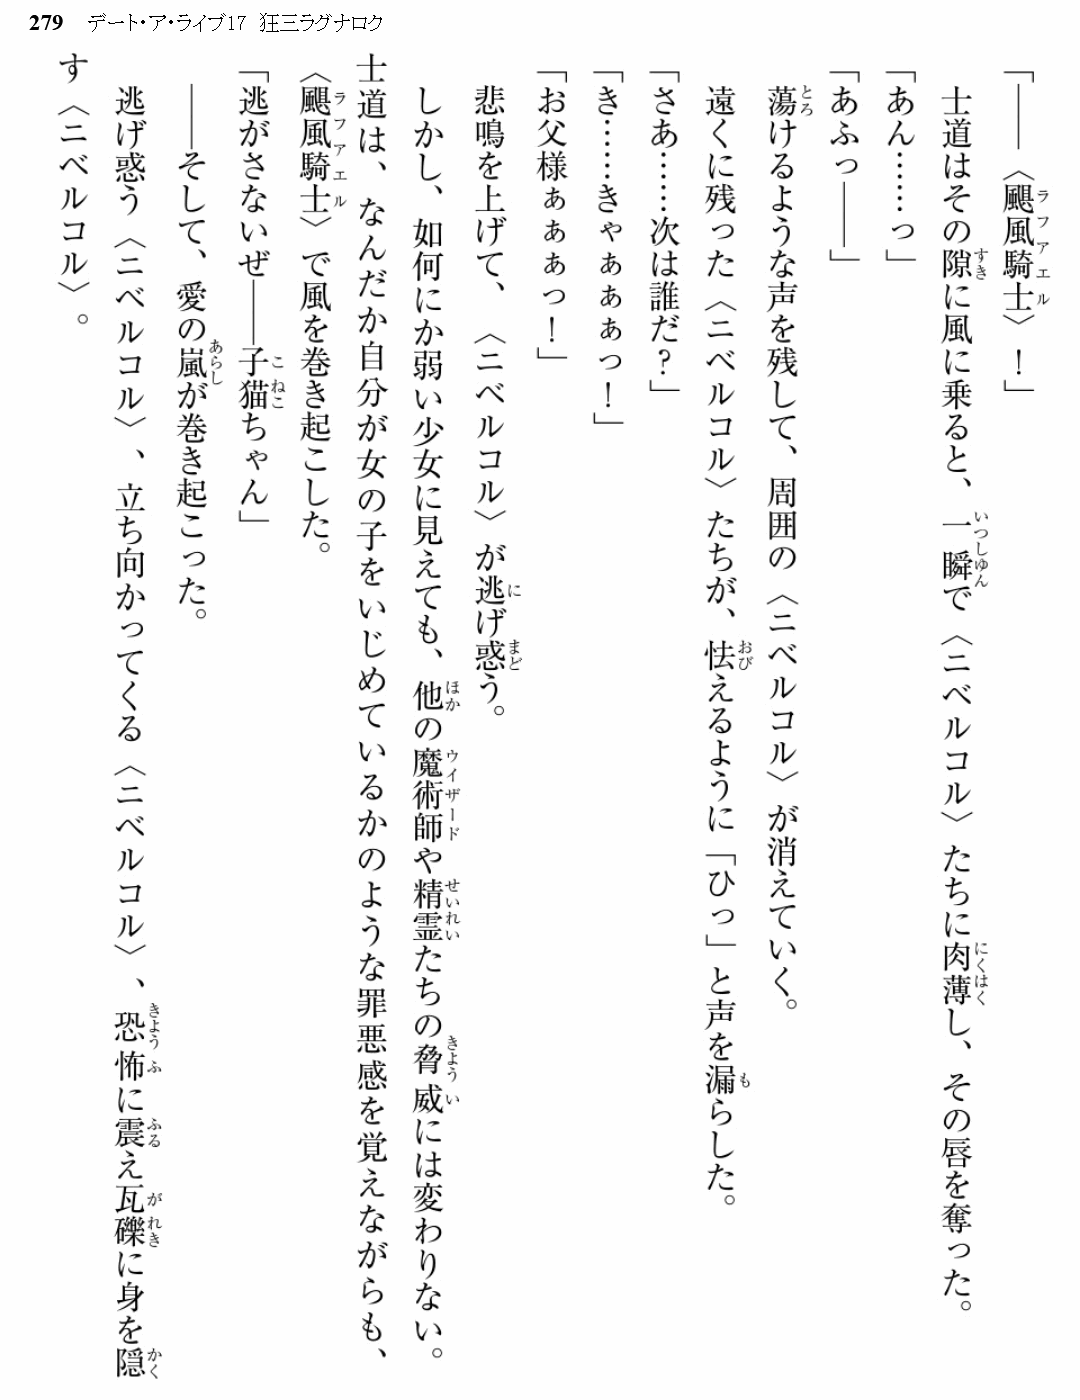 279 デート・ア・ライブ17 狂三ラグナロク
「――〈颶風騎士〉！」
士道はその隙に風に乗ると、一瞬で〈ニベルコル〉たちに肉薄し、その唇を奪った。
「あん……っ」
「あふっ――」
蕩けるような声を残して、周囲の〈ニベルコル〉が消えていく。
遠くに残った〈ニベルコル〉たちが、怯えるように「ひっ」と声を漏らした。
「さあ……次は誰だ？」
「き……きゃぁぁぁっ！」
「お父様ぁぁぁっ！」
悲鳴を上げて、〈ニベルコル〉が逃げ惑う。
しかし、如何にか弱い少女に見えても、他の魔術師や精霊たちの脅威には変わりない。
士道は、なんだか自分が女の子をいじめているかのような罪悪感を覚えながらも、
〈颶風騎士〉で風を巻き起こした。
「逃がさないぜ――子猫ちゃん」
――そして、愛の嵐が巻き起こった。
逃げ惑う〈ニベルコル〉、立ち向かってくる〈ニベルコル〉、恐怖に震え瓦礫に身を隠
す〈ニベルコル〉。